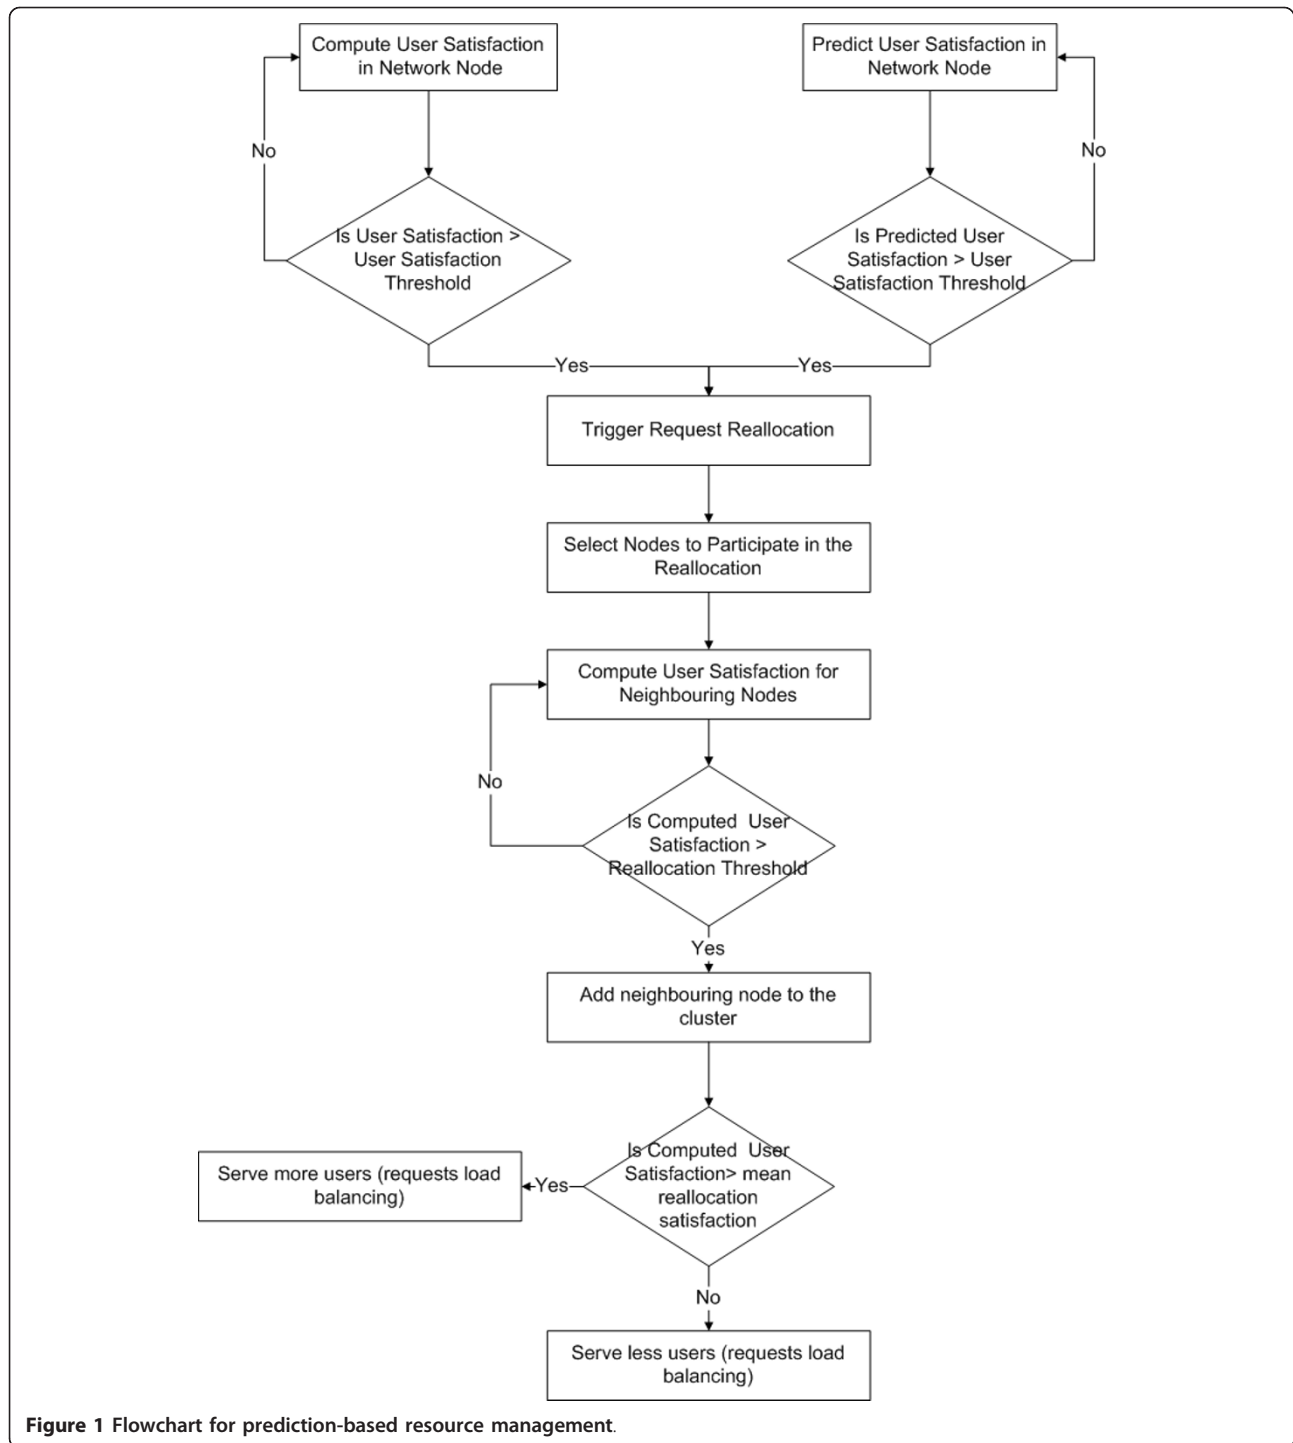 Compute User Satisfaction
in Network Node
Predict User Satisfaction in
Network Node
No
No
Is User Satisfaction >
User Satisfaction
Threshold
Is Predicted User
Satisfaction > User
Satisfaction Threshold
Yes
Yes
Trigger Request Reallocation
Select Nodes to Participate in the
Reallocation
Compute User Satisfaction for
Neighbouring Nodes
No
Is Computed User
Satisfaction >
Reallocation Threshold
Yes
Add neighbouring node to the
cluster
Is Computed User
Satisfaction> mean
reallocation
satisfaction
Yes
Serve more users (requests load
balancing)
No
Serve less users (requests load
balancing)
Figure 1 Flowchart for prediction-based resource management.